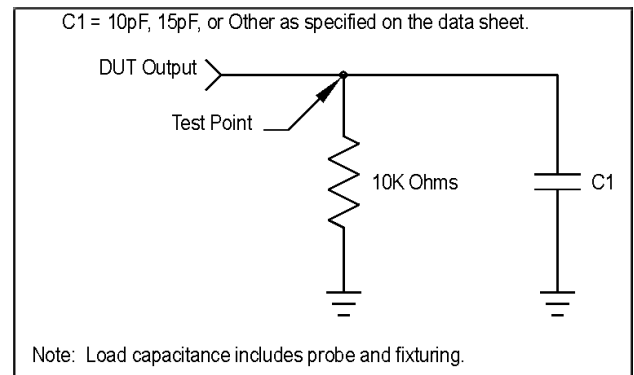 C1 = 10pF, 15pF, or Other as specified on the data sheet.
DUT Output
Test Point
10K Ohms
C1
Note: Load capacitance includes probe and fixturing.